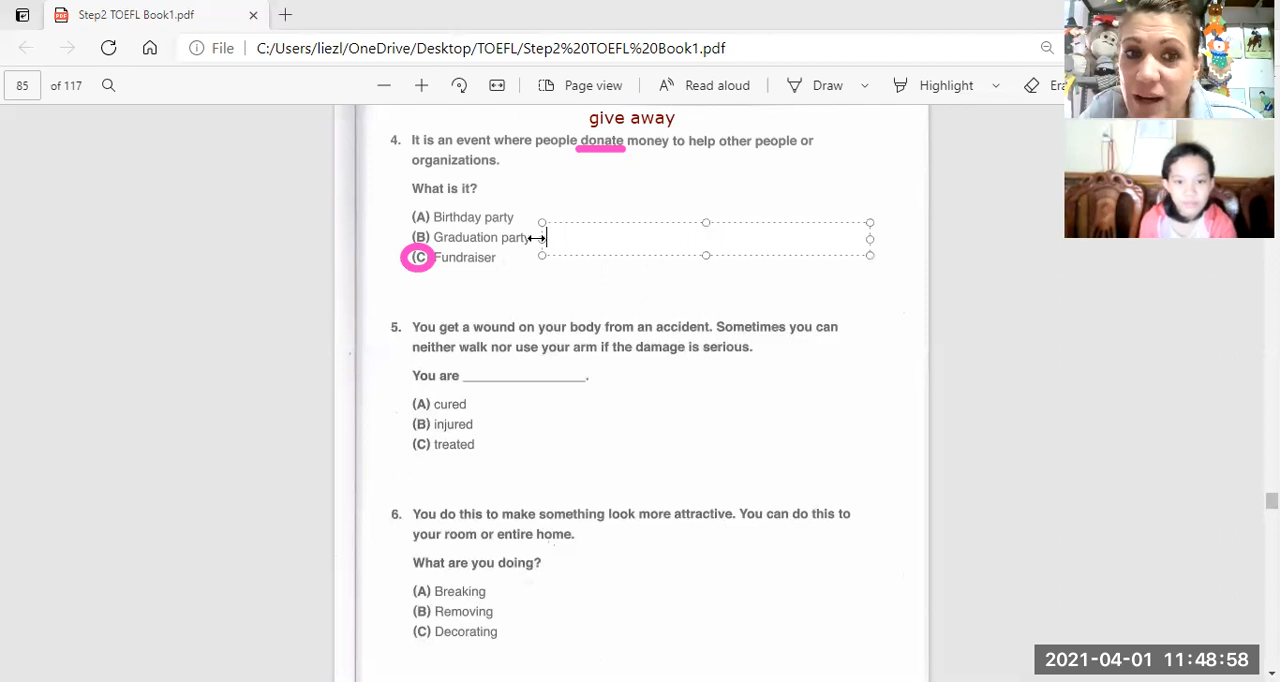 Step2 TOEFL Book1.pdf
File C:/Users/liezl/OneDrive/Desktop/TOEFL/Step2%20TOEFL%20Book1.pdf
85 of 117 Page view Read aloud Draw Highlight
give away
4. It is an event where people donate money to help other people or
organizations.
What is it?
(A) Birthday party
(B) Graduation party
(C Fundraiser
5. You get a wound on your body from an accident. Sometimes you can
neither walk nor use your arm if the damage is serious.
You are _________________.
(A) cured
(B) injured
(C) treated
6. You do this to make something look more attractive. You can do this to
your room or entire home.
What are you doing?
(A) Breaking
(B) Removing
(C) Decorating
2021-04-01 11:48:58